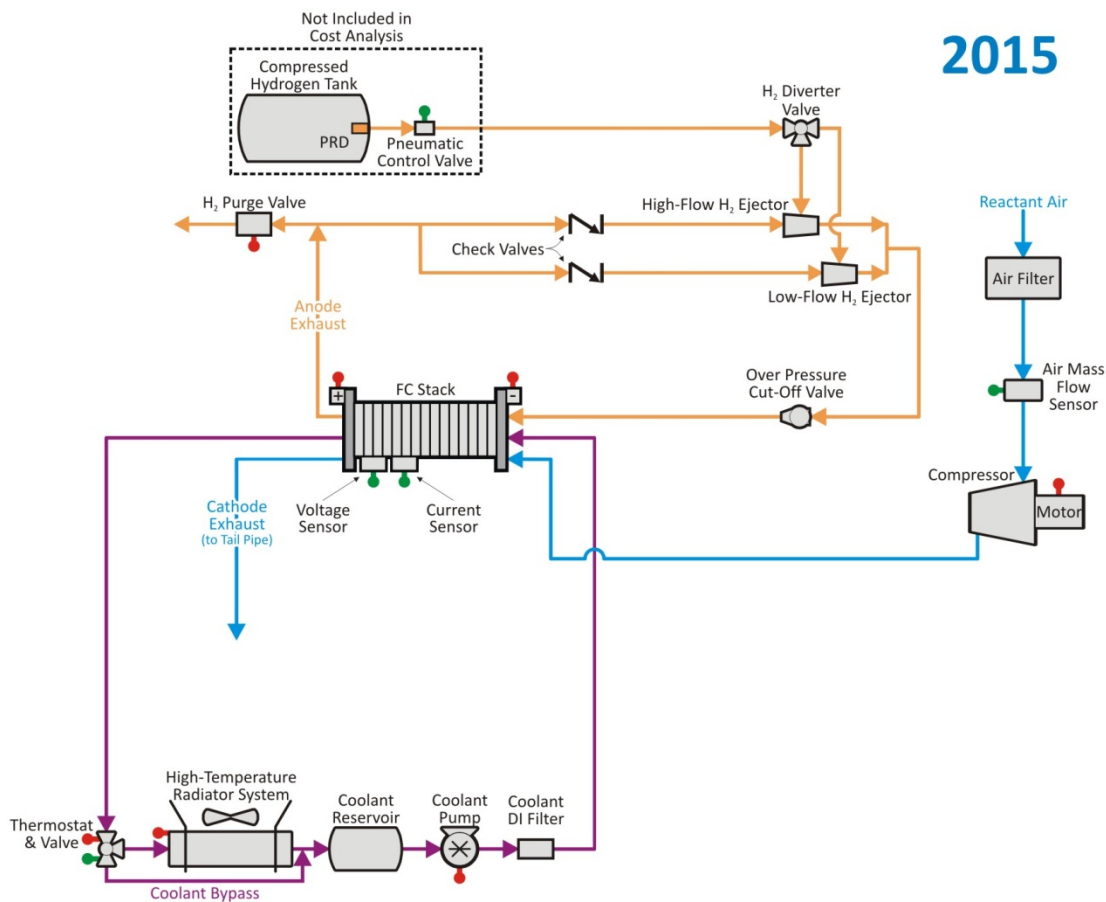 Not Included in
Cost Analysis
2015
Compressed
Hydrogen Tank
PRD
Pneumatic
Control Valve
H₂ Diverter
Valve
H₂ Purge Valve
High-Flow H₂ Ejector
Check Valves
Low-Flow H₂ Ejector
Reactant Air
Air Filter
Anode
Exhaust
Air Mass
Flow
Sensor
Over Pressure
Cut-Off Valve
FC Stack
+
-
Compressor
Motor
Voltage
Sensor
Current
Sensor
Cathode
Exhaust
(to Tail Pipe)
High-Temperature
Radiator System
Thermostat
& Valve
Coolant
Reservoir
Coolant
Pump
Coolant
DI Filter
Coolant Bypass